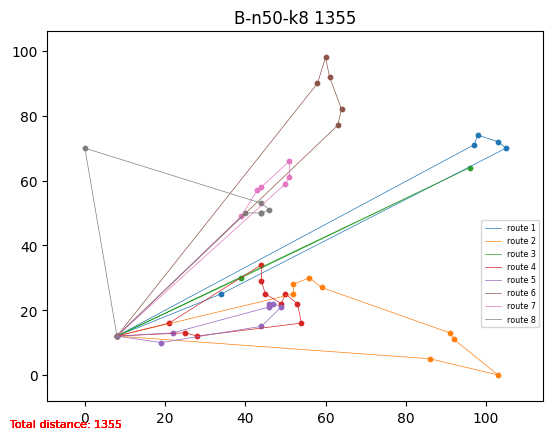 B-n50-k8 1355
100
80
60
40
20
0
route 1
route 2
route 3
route 4
route 5
route 6
route 7
route 8
0 20 40 60 80 100
Total distance: 1355